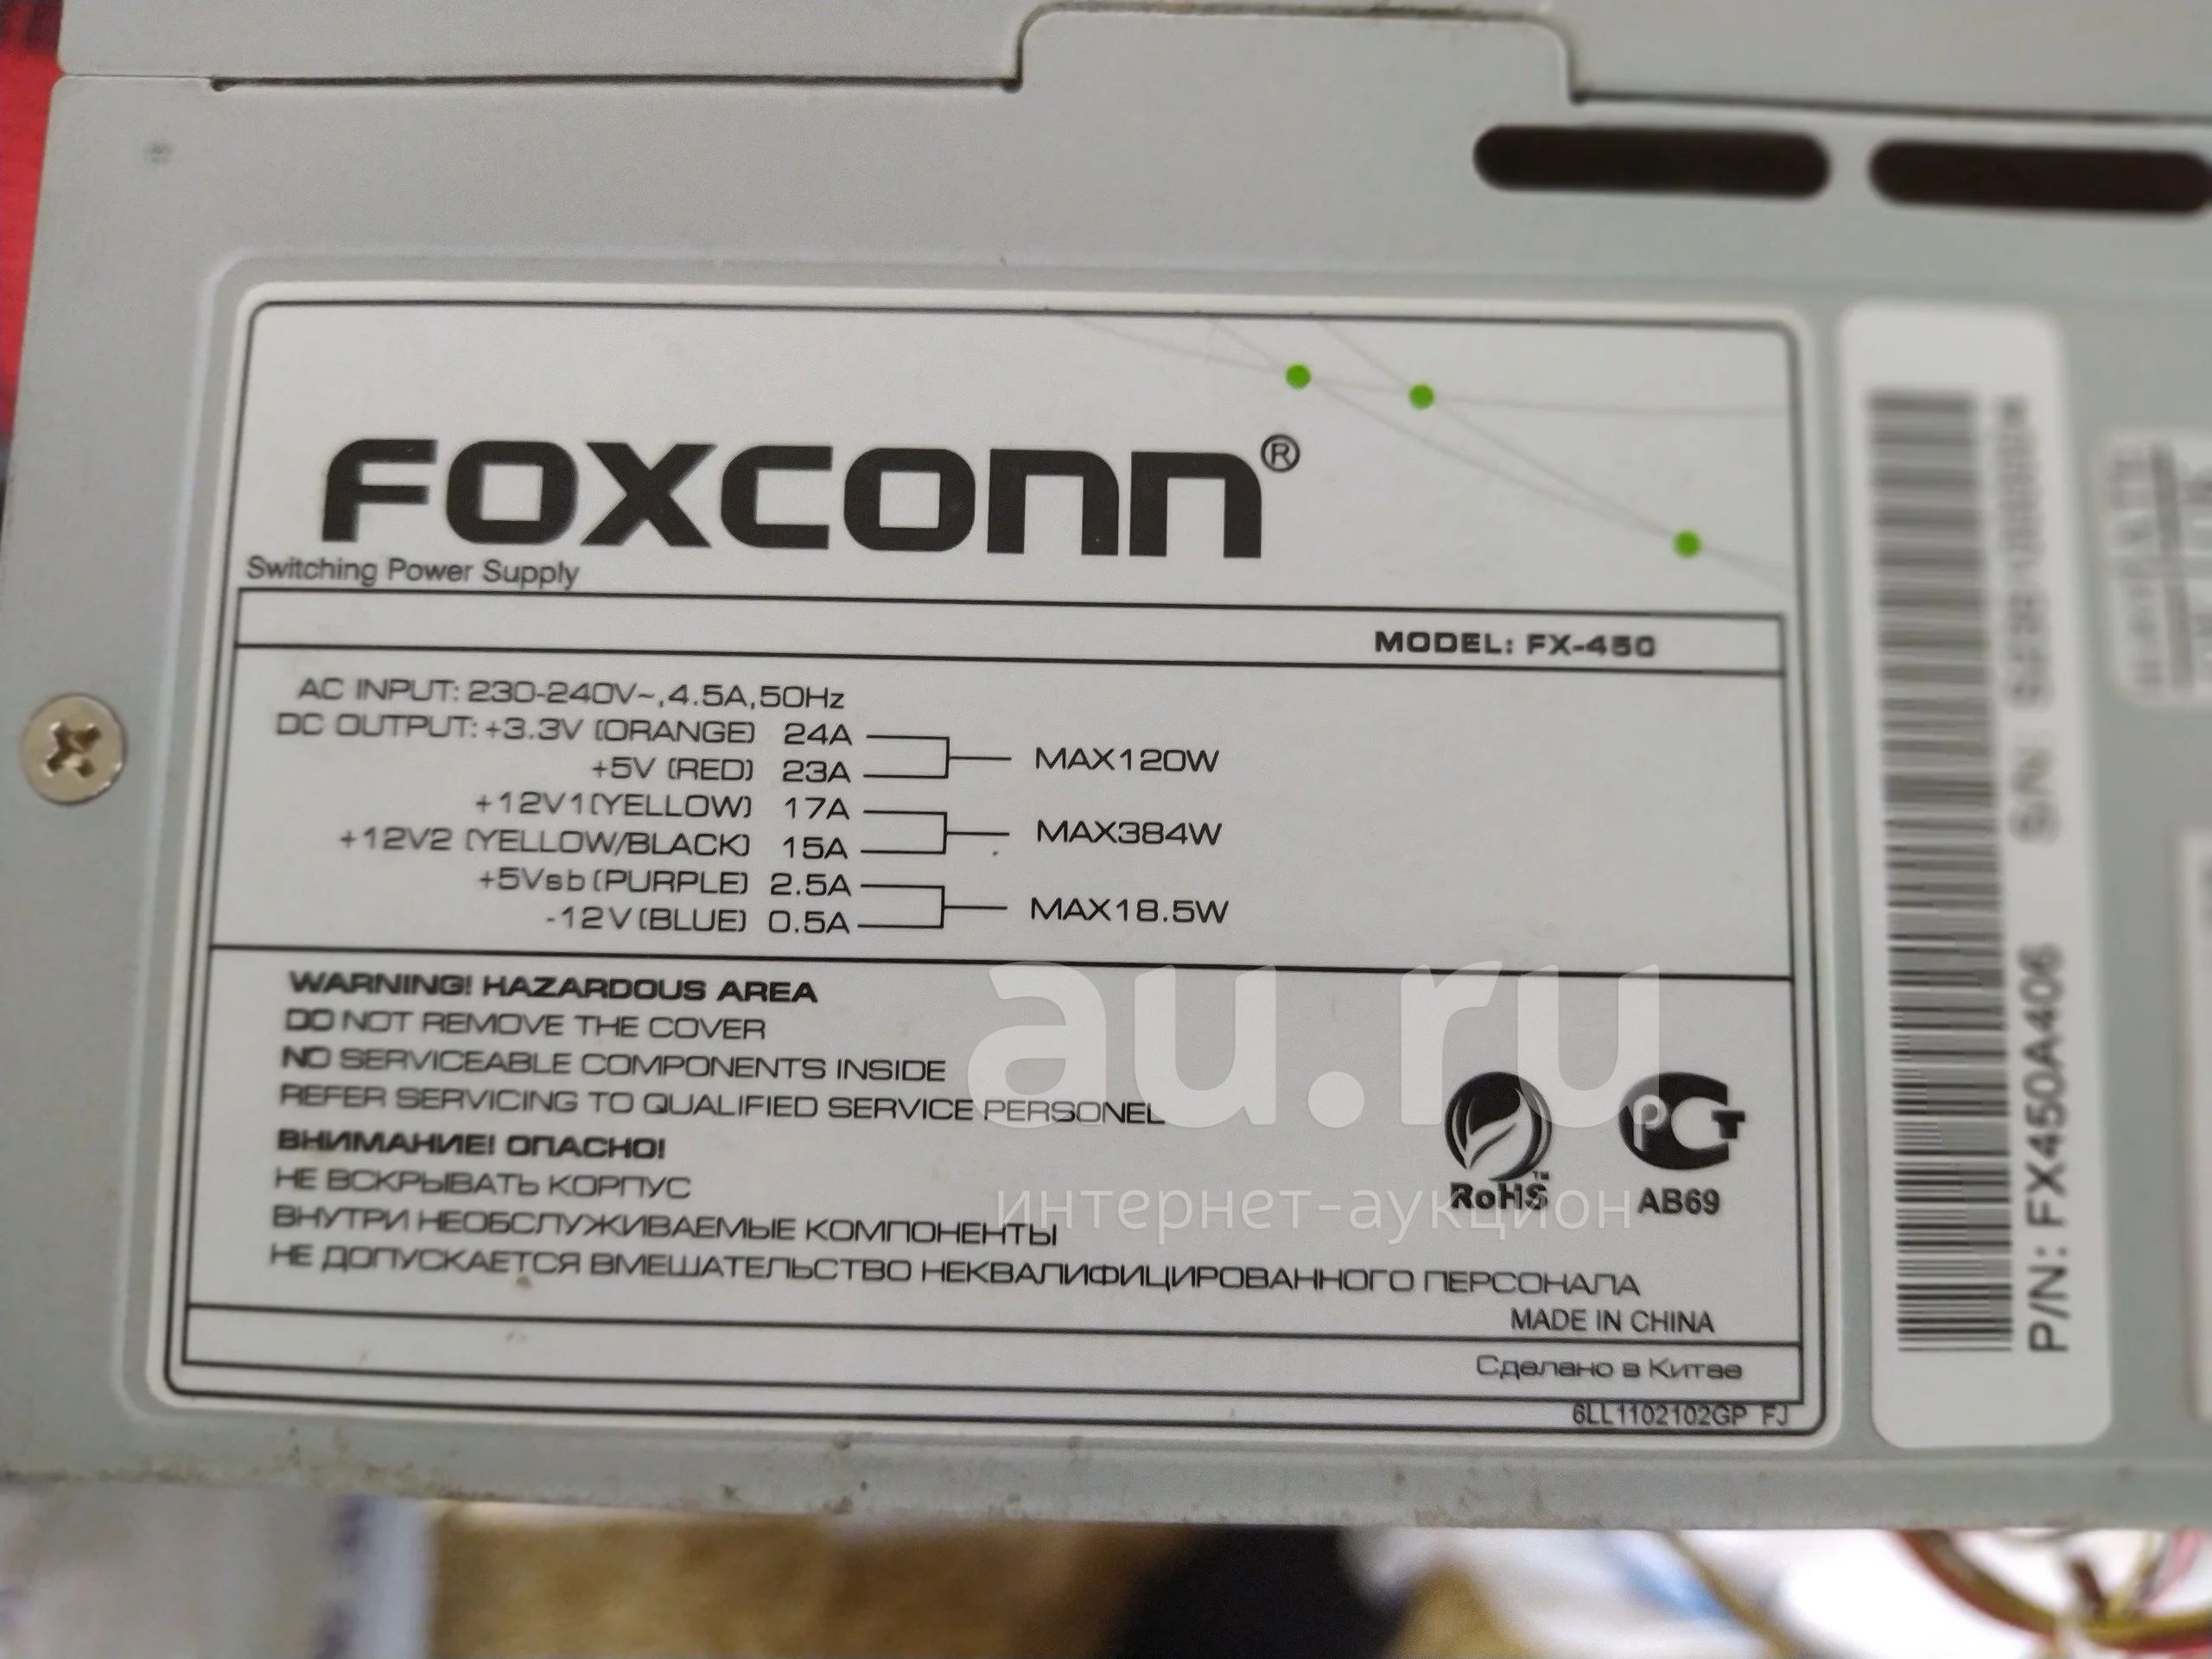 FOXCONN®
Switching Power Supply
MODEL: FX-450
AC INPUT: 230-240V~,4.5A,50Hz
DC OUTPUT: +3.3V (ORANGE) 24A
+5V (RED) 23A
MAX120W
+12V1(YELLOW) 17A
+12V2 (YELLOW/BLACK) 15A
MAX384W
+5Vsb(PURPLE) 2.5A
-12V(BLUE) 0.5A
MAX18.5W
WARNING! HAZARDOUS AREA
DO NOT REMOVE THE COVER
NO SERVICEABLE COMPONENTS INSIDE
REFER SERVICING TO QUALIFIED SERVICE PERSONEL
ВНИМАНИЕ! ОПАСНО!
НЕ ВСКРЫВАТЬ КОРПУС
ВНУТРИ НЕОБСЛУЖИВАЕМЫЕ КОМПОНЕНТЫ
НЕ ДОПУСКАЕТСЯ ВМЕШАТЕЛЬСТВО НЕКВАЛИФИЦИРОВАННОГО ПЕРСОНАЛА
RoHS™
РСТ
АВ69
MADE IN CHINA
Сделано в Китае
6LL1102102GP FJ
S/N
P/N: FX450A406
au.ru
интернет-аукцион